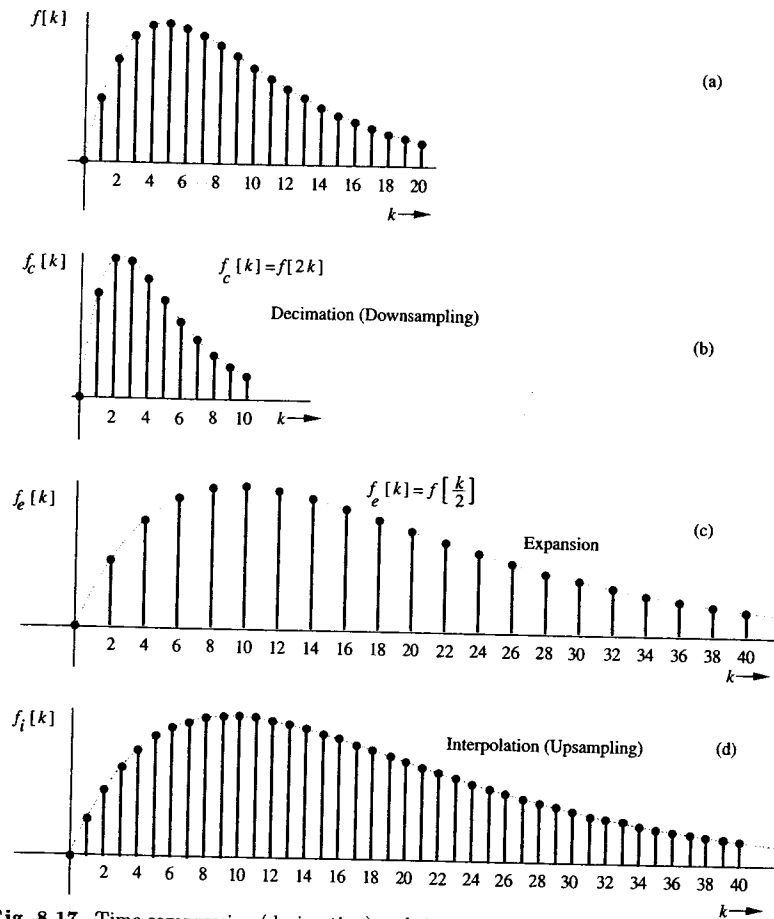 f[k]
(a)
2 4 6 8 10 12 14 16 18 20
k
f_c[k]
f_c[k]=f[2k]
Decimation (Downsampling)
(b)
2 4 6 8 10
k
f_e[k]
f_e[k]=f[k/2]
(c)
Expansion
2 4 6 8 10 12 14 16 18 20 22 24 26 28 30 32 34 36 38 40
k
f_i[k]
Interpolation (Upsampling)
(d)
2 4 6 8 10 12 14 16 18 20 22 24 26 28 30 32 34 36 38 40
k
Fig. 8.17 Time compression (decimation)